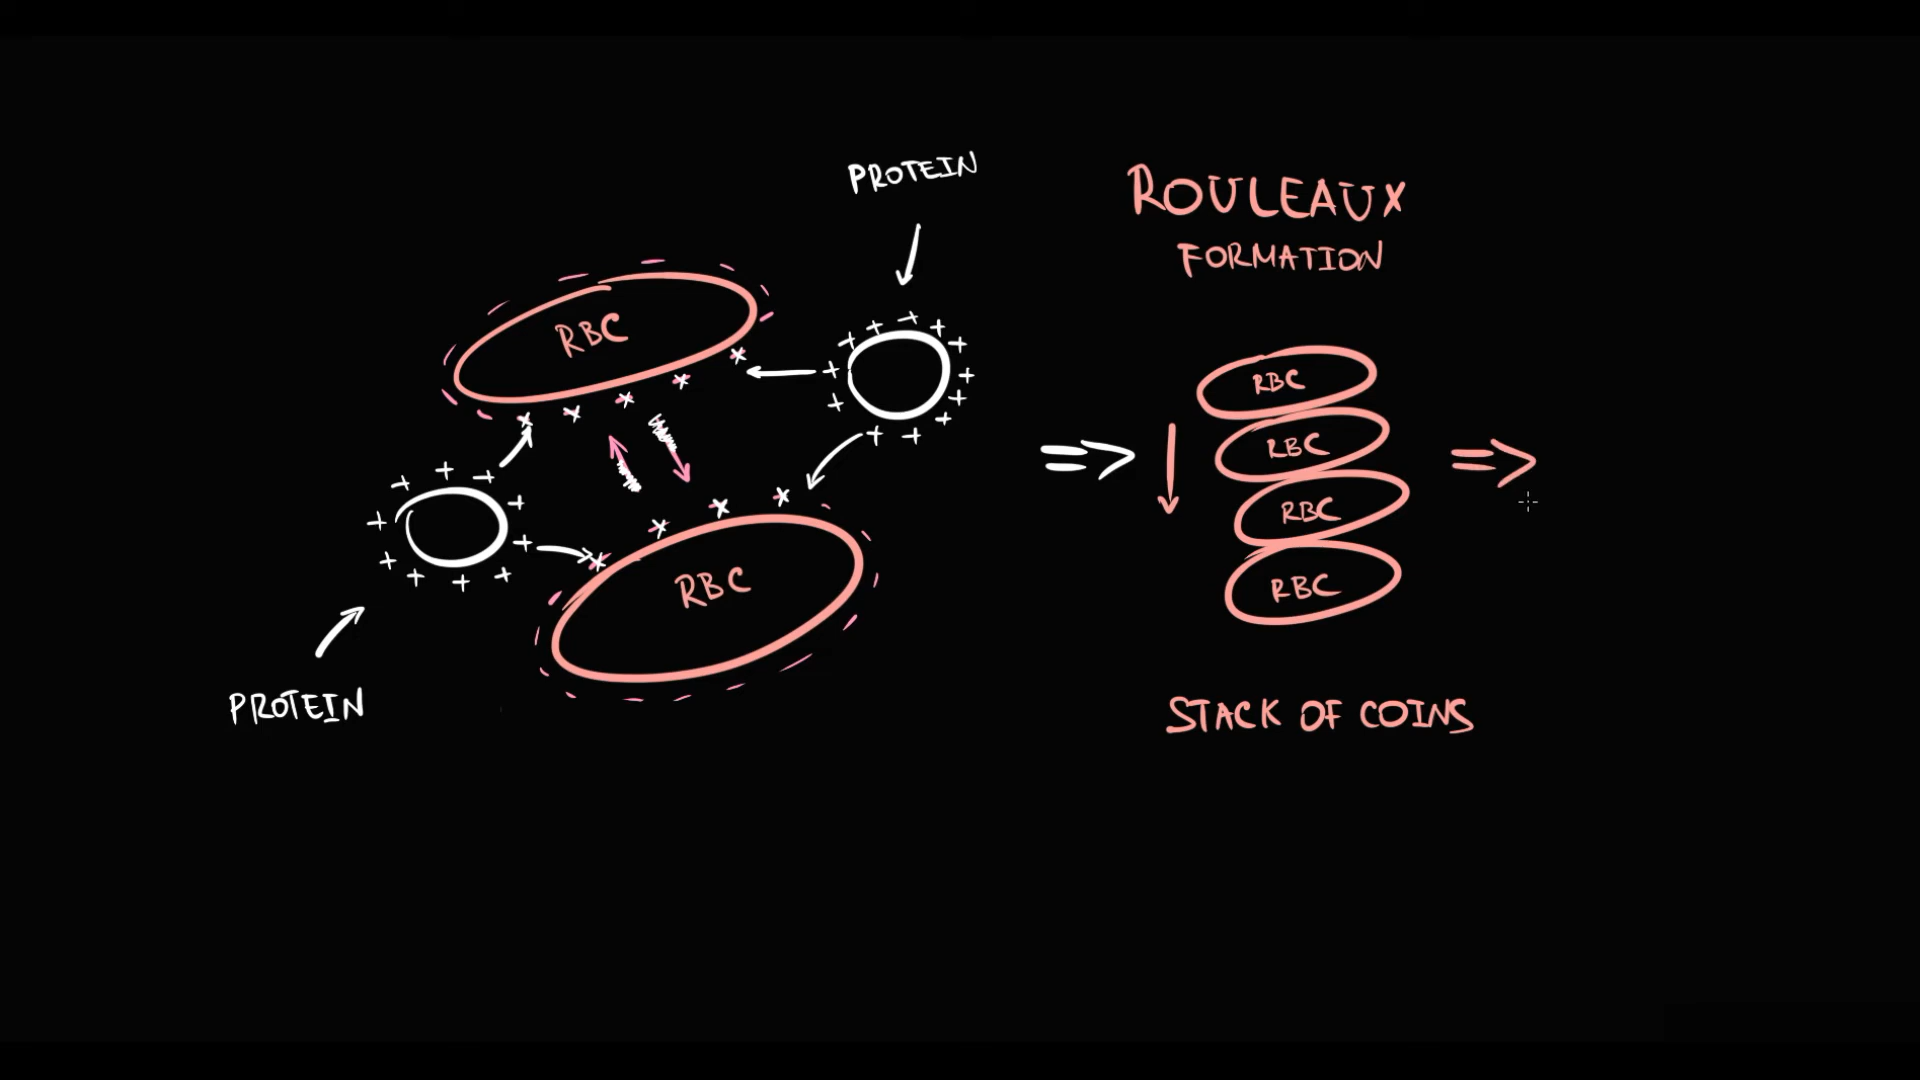 PROTEIN
ROULEAUX
FORMATION
RBC
RBC
RBC
RBC
RBC
RBC
PROTEIN
STACK OF COINS